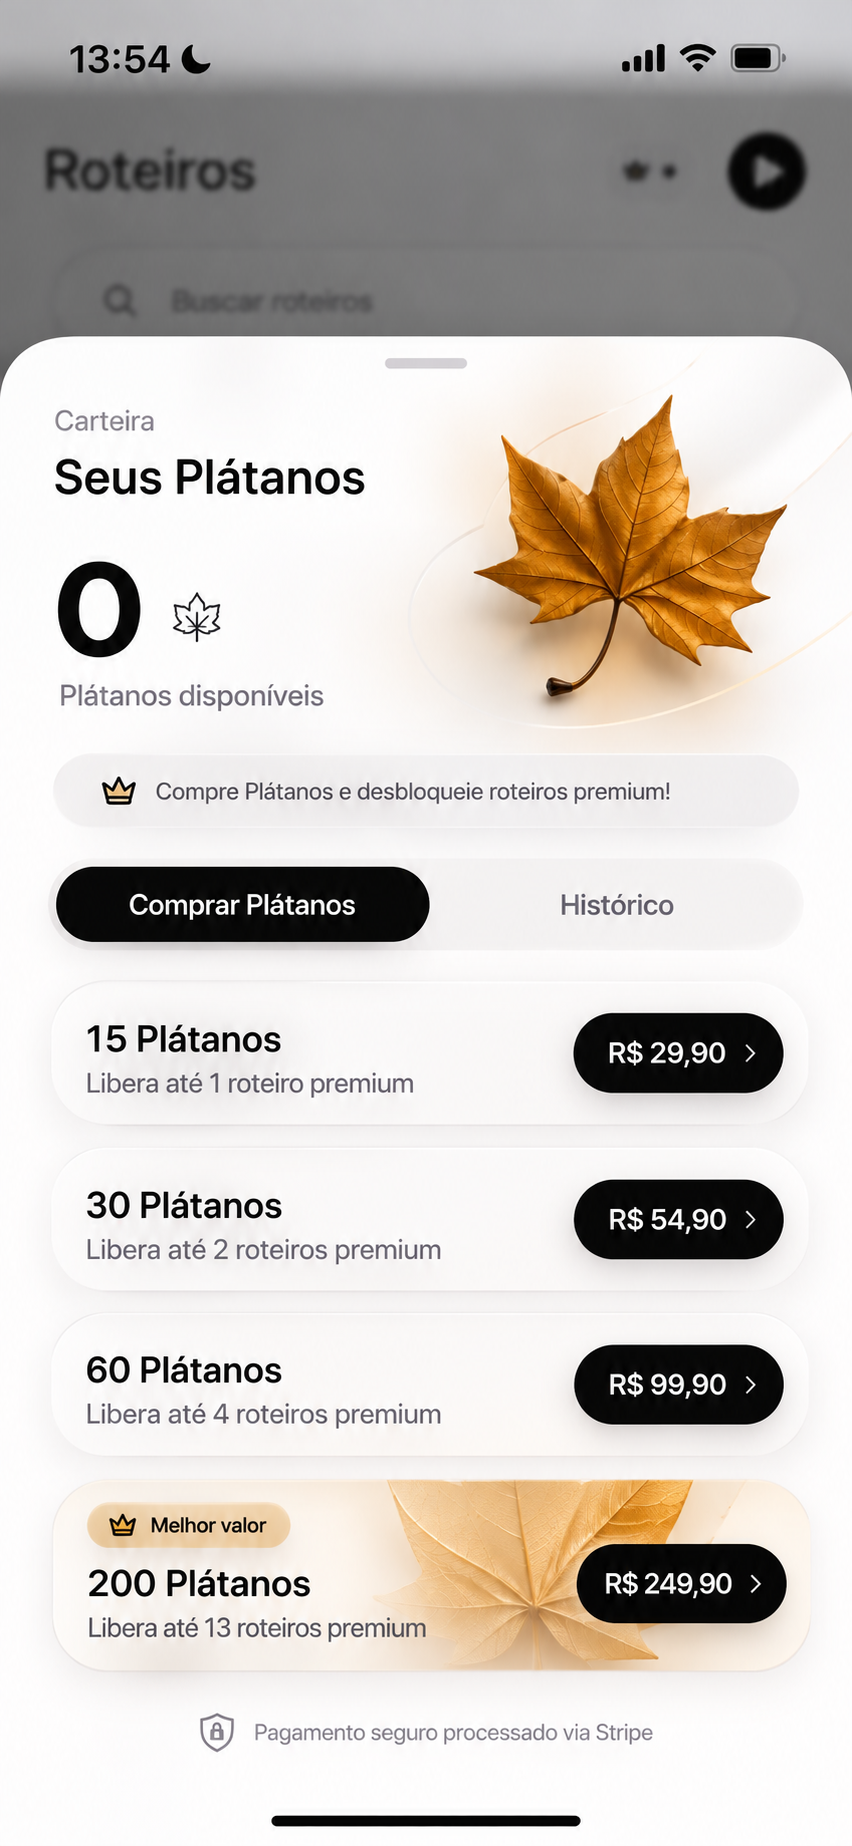 13:54
Roteiros
Buscar roteiros
Carteira
Seus Plátanos
0
Plátanos disponíveis
Compre Plátanos e desbloqueie roteiros premium!
Comprar Plátanos
Histórico
15 Plátanos
Libera até 1 roteiro premium
R$ 29,90
30 Plátanos
Libera até 2 roteiros premium
R$ 54,90
60 Plátanos
Libera até 4 roteiros premium
R$ 99,90
Melhor valor
200 Plátanos
Libera até 13 roteiros premium
R$ 249,90
Pagamento seguro processado via Stripe